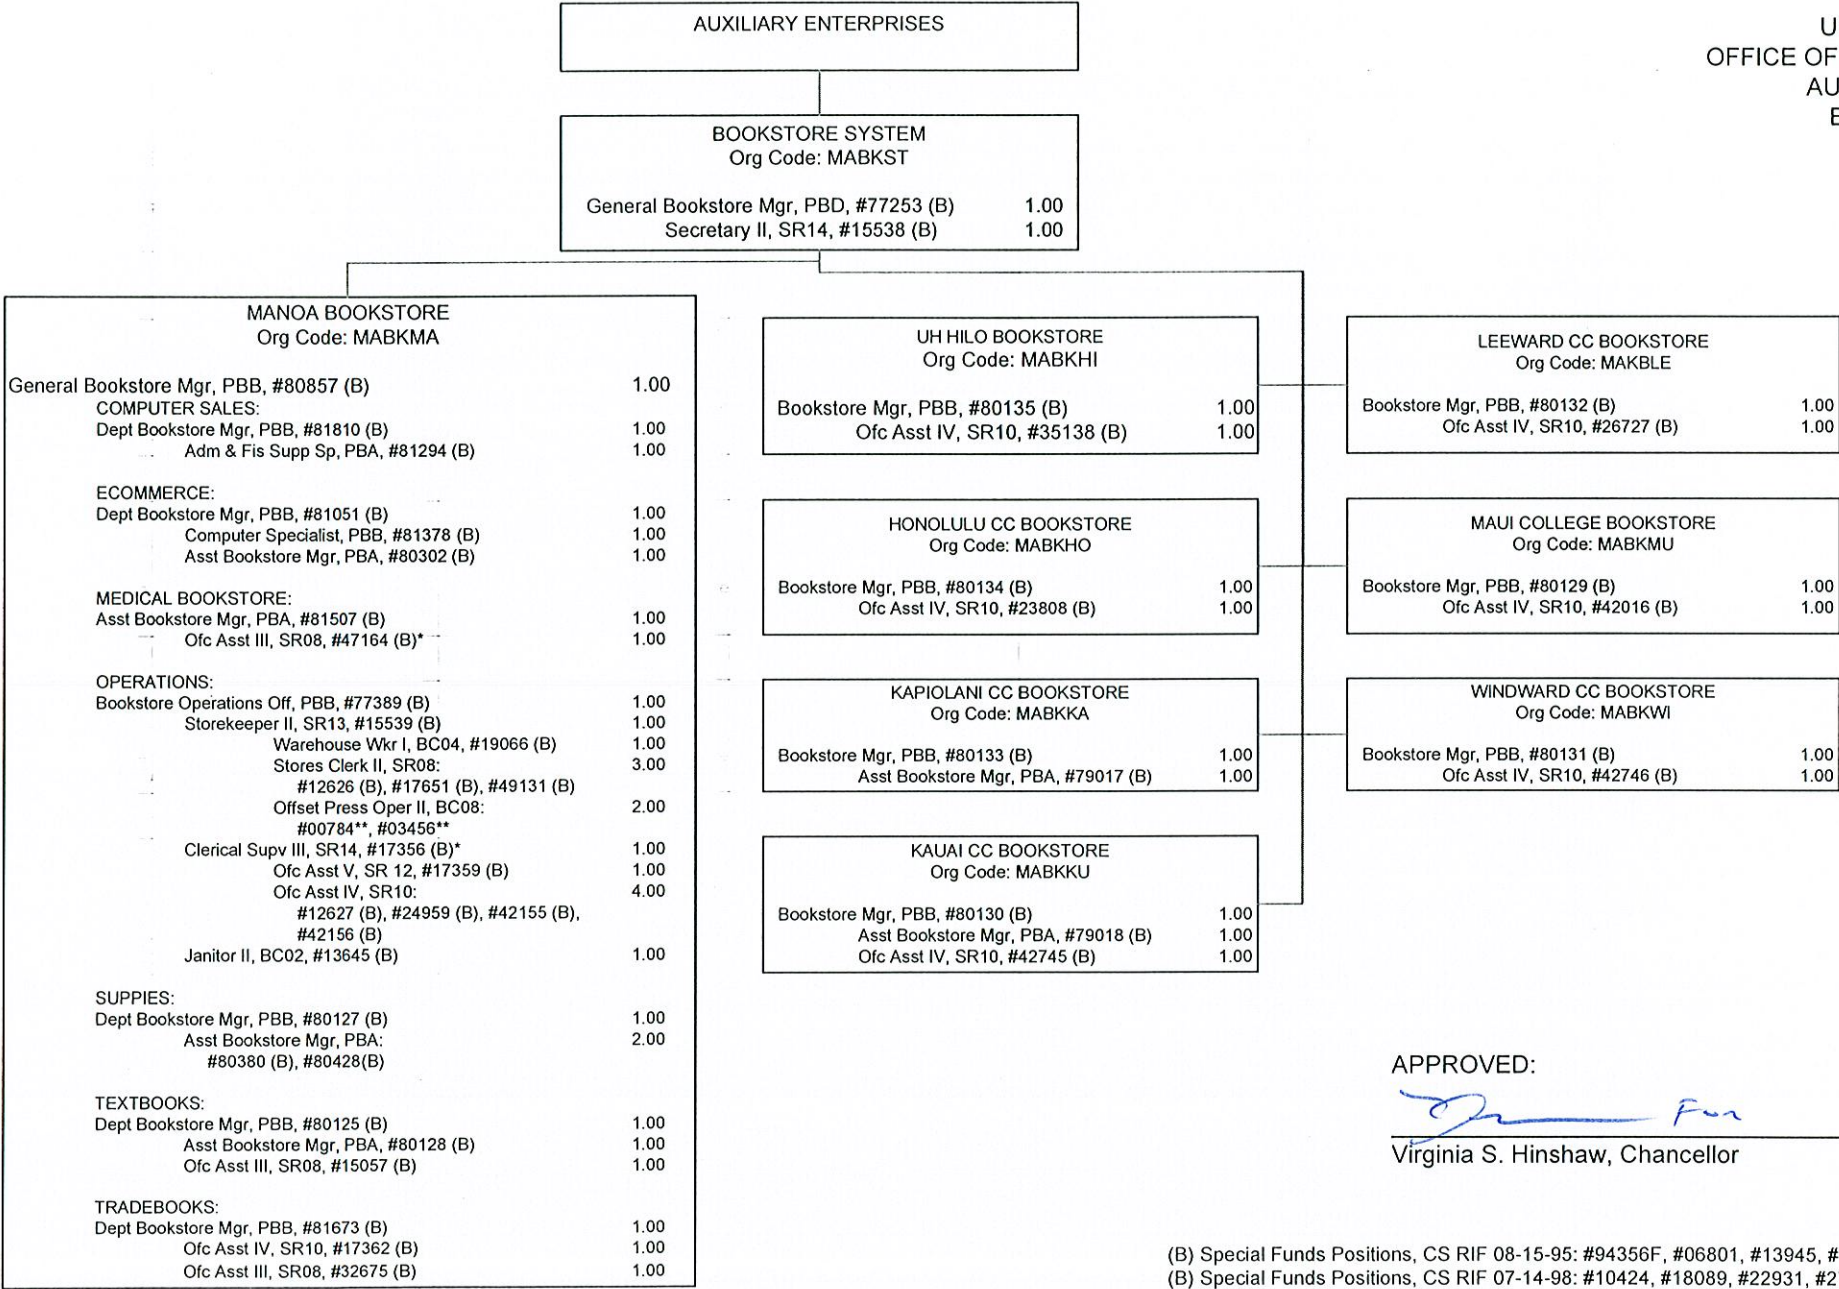 AUXILIARY ENTERPRISES
U
OFFICE OF
AU
BOOKSTORE SYSTEM
Org Code: MABKST
General Bookstore Mgr, PBD, #77253 (B) 1.00
Secretary II, SR14, #15538 (B) 1.00
MANOA BOOKSTORE
Org Code: MABKMA
General Bookstore Mgr, PBB, #80857 (B) 1.00
COMPUTER SALES:
Dept Bookstore Mgr, PBB, #81810 (B) 1.00
Adm & Fis Supp Sp, PBA, #81294 (B) 1.00
ECOMMERCE:
Dept Bookstore Mgr, PBB, #81051 (B) 1.00
Computer Specialist, PBB, #81378 (B) 1.00
Asst Bookstore Mgr, PBA, #80302 (B) 1.00
MEDICAL BOOKSTORE:
Asst Bookstore Mgr, PBA, #81507 (B) 1.00
Ofc Asst III, SR08, #47164 (B)* 1.00
OPERATIONS:
Bookstore Operations Off, PBB, #77389 (B) 1.00
Storekeeper II, SR13, #15539 (B) 1.00
Warehouse Wkr I, BC04, #19066 (B) 1.00
Stores Clerk II, SR08: 3.00
#12626 (B), #17651 (B), #49131 (B)
Offset Press Oper II, BC08: 2.00
#00784**, #03456**
Clerical Supv III, SR14, #17356 (B)* 1.00
Ofc Asst V, SR 12, #17359 (B) 1.00
Ofc Asst IV, SR10: 4.00
#12627 (B), #24959 (B), #42155 (B),
#42156 (B)
Janitor II, BC02, #13645 (B) 1.00
SUPPIES:
Dept Bookstore Mgr, PBB, #80127 (B) 1.00
Asst Bookstore Mgr, PBA: 2.00
#80380 (B), #80428(B)
TEXTBOOKS:
Dept Bookstore Mgr, PBB, #80125 (B) 1.00
Asst Bookstore Mgr, PBA, #80128 (B) 1.00
Ofc Asst III, SR08, #15057 (B) 1.00
TRADEBOOKS:
Dept Bookstore Mgr, PBB, #81673 (B) 1.00
Ofc Asst IV, SR10, #17362 (B) 1.00
Ofc Asst III, SR08, #32675 (B) 1.00
UH HILO BOOKSTORE
Org Code: MABKHI
Bookstore Mgr, PBB, #80135 (B) 1.00
Ofc Asst IV, SR10, #35138 (B) 1.00
HONOLULU CC BOOKSTORE
Org Code: MABKHO
Bookstore Mgr, PBB, #80134 (B) 1.00
Ofc Asst IV, SR10, #23808 (B) 1.00
KAPIOLANI CC BOOKSTORE
Org Code: MABKKA
Bookstore Mgr, PBB, #80133 (B) 1.00
Asst Bookstore Mgr, PBA, #79017 (B) 1.00
KAUAI CC BOOKSTORE
Org Code: MABKKU
Bookstore Mgr, PBB, #80130 (B) 1.00
Asst Bookstore Mgr, PBA, #79018 (B) 1.00
Ofc Asst IV, SR10, #42745 (B) 1.00
LEEWARD CC BOOKSTORE
Org Code: MAKBLE
Bookstore Mgr, PBB, #80132 (B) 1.00
Ofc Asst IV, SR10, #26727 (B) 1.00
MAUI COLLEGE BOOKSTORE
Org Code: MABKMU
Bookstore Mgr, PBB, #80129 (B) 1.00
Ofc Asst IV, SR10, #42016 (B) 1.00
WINDWARD CC BOOKSTORE
Org Code: MABKWI
Bookstore Mgr, PBB, #80131 (B) 1.00
Ofc Asst IV, SR10, #42746 (B) 1.00
APPROVED:
For
Virginia S. Hinshaw, Chancellor
(B) Special Funds Positions, CS RIF 08-15-95: #94356F, #06801, #13945, #
(B) Special Funds Positions, CS RIF 07-14-98: #10424, #18089, #22931, #2